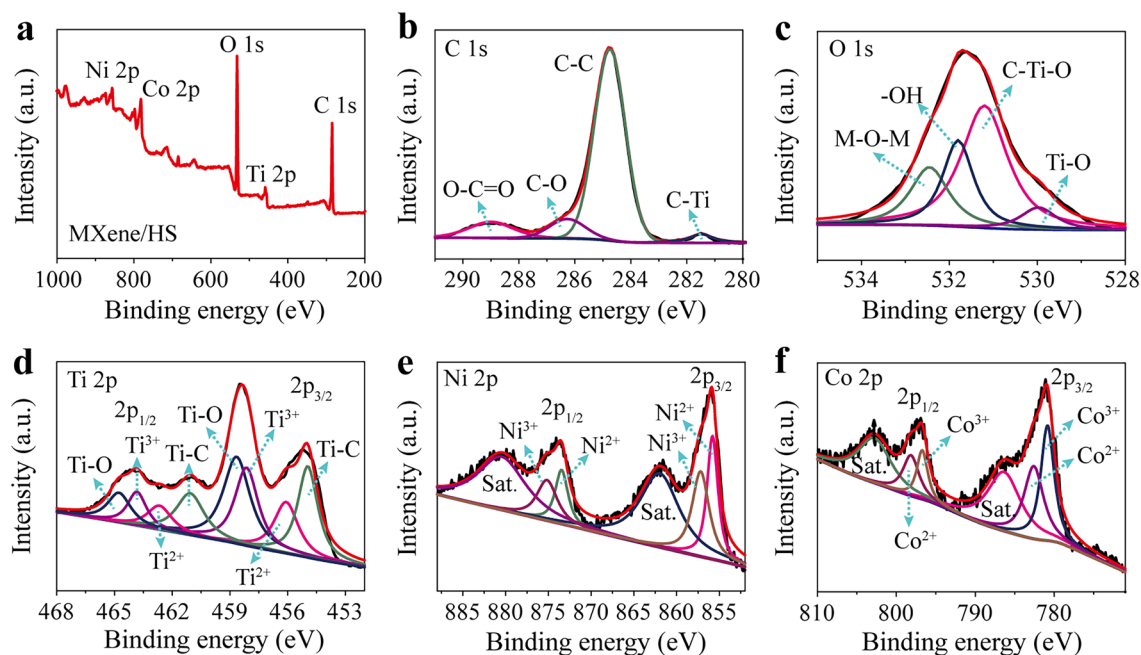 a
O 1s
Ni 2p
Co 2p
C 1s
Ti 2p
MXene/HS
Intensity (a.u.)
1000 800 600 400 200
Binding energy (eV)
b
C 1s
C-C
O-C=O
C-O
C-Ti
Intensity (a.u.)
290 288 286 284 282 280
Binding energy (eV)
c
O 1s
C-Ti-O
-OH
M-O-M
Ti-O
Intensity (a.u.)
534 532 530 528
Binding energy (eV)
d
Ti 2p
2p3/2
2p1/2
Ti-O
Ti3+
Ti-O
Ti3+
Ti-C
Ti-C
Ti2+
Ti2+
Intensity (a.u.)
468 464 460 456 452
Binding energy (eV)
e
Ni 2p
2p3/2
2p1/2
Ni3+
Ni2+
Ni2+
Ni3+
Sat.
Sat.
Intensity (a.u.)
885 880 875 870 865 860 855
Binding energy (eV)
f
Co 2p
2p3/2
2p1/2
Co3+
Co3+
Co2+
Sat.
Sat.
Co2+
Intensity (a.u.)
810 800 790 780
Binding energy (eV)